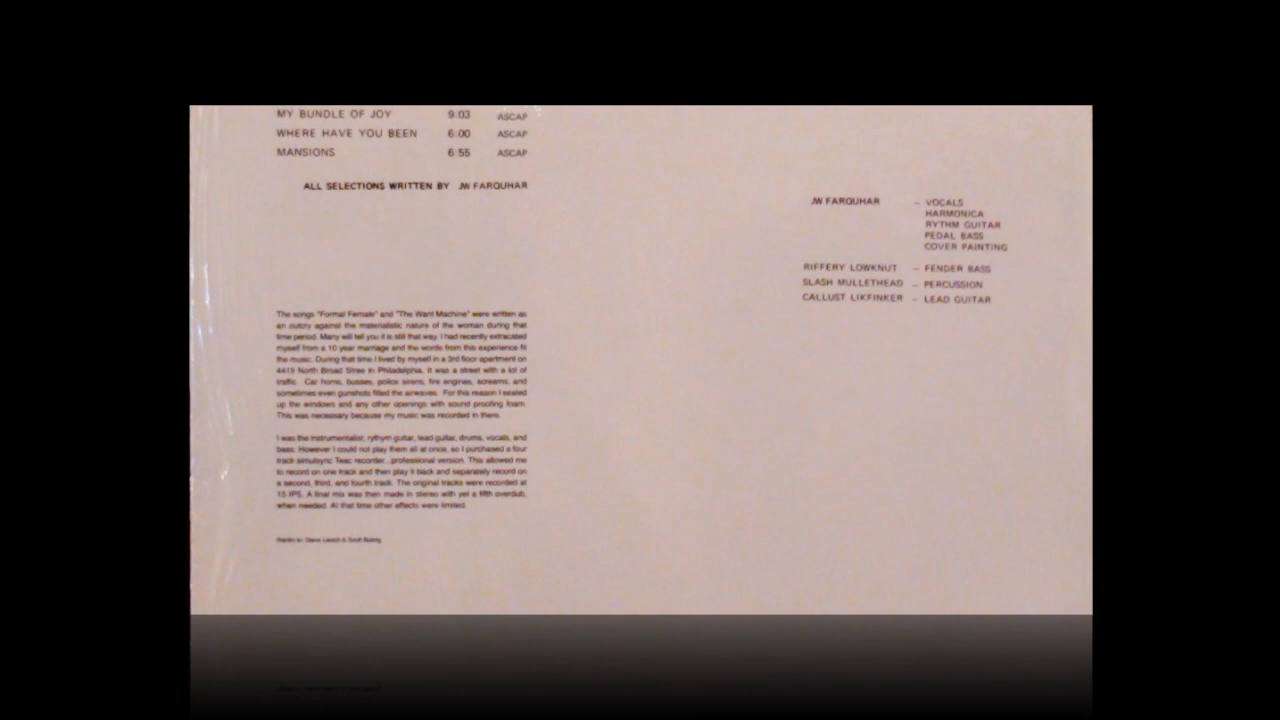 MY BUNDLE OF JOY 9:03 ASCAP
WHERE HAVE YOU BEEN 6:00 ASCAP
MANSIONS 6:55 ASCAP
ALL SELECTIONS WRITTEN BY JW FARQUHAR
JW FARQUHAR – VOCALS
HARMONICA
RYTHM GUITAR
PEDAL BASS
COVER PAINTING
RIFFERY LOWKNUT – FENDER BASS
SLASH MULLETHEAD – PERCUSSION
CALLUST LIKFINKER – LEAD GUITAR
The songs "Formal Female" and "The Want Machine" were written as
an outcry against the materialistic nature of the woman during that
time period. Many will tell you it is still that way. I had recently extracated
myself from a 10 year marriage and the words from this experience fit
the music. During that time I lived by myself in a 3rd floor apartment on
4419 North Broad Stree in Philadelphia. It was a street with a lot of
traffic. Car horns, busses, police sirens, fire engines, screams, and
sometimes even gunshots filled the airwaves. For this reason I sealed
up the windows and any other openings with sound proofing foam.
This was necessary because my music was recorded in there.
I was the instrumentalist, rythym guitar, lead guitar, drums, vocals, and
bass. However I could not play them all at once, so I purchased a four
track simulsync Teac recorder...professional version. This allowed me
to record on one track and then play it back and separately record on
a second, third, and fourth track. The original tracks were recorded at
15 IPS. A final mix was then made in stereo with yet a fifth overdub,
when needed. At that time other effects were limited.
thanks to: Steve & Scott